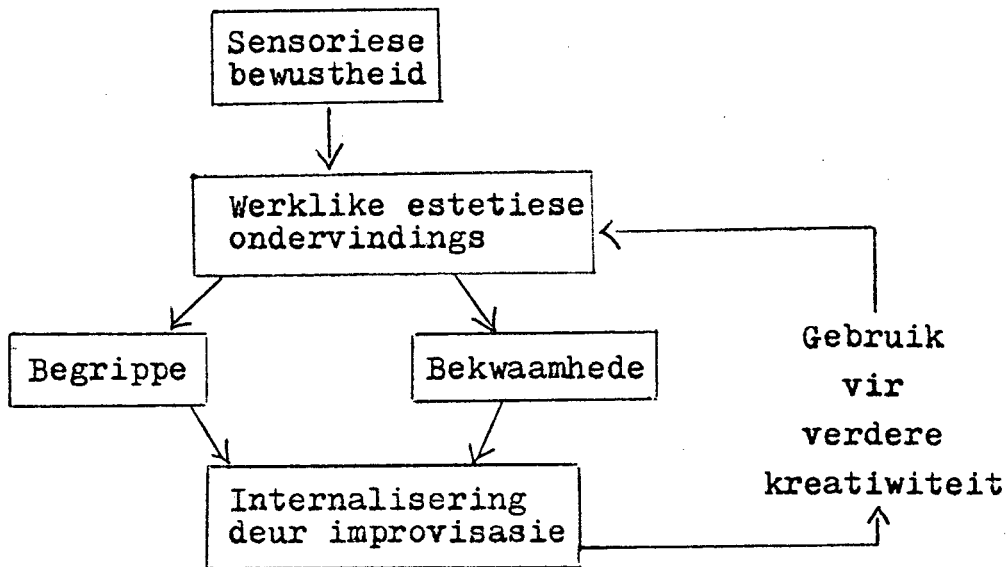 Sensoriese
bewustheid
Werklike estetiese
ondervindings
Begrippe
Bekwaamhede
Gebruik
vir
verdere
kreatiwiteit
Internalisering
deur improvisasie